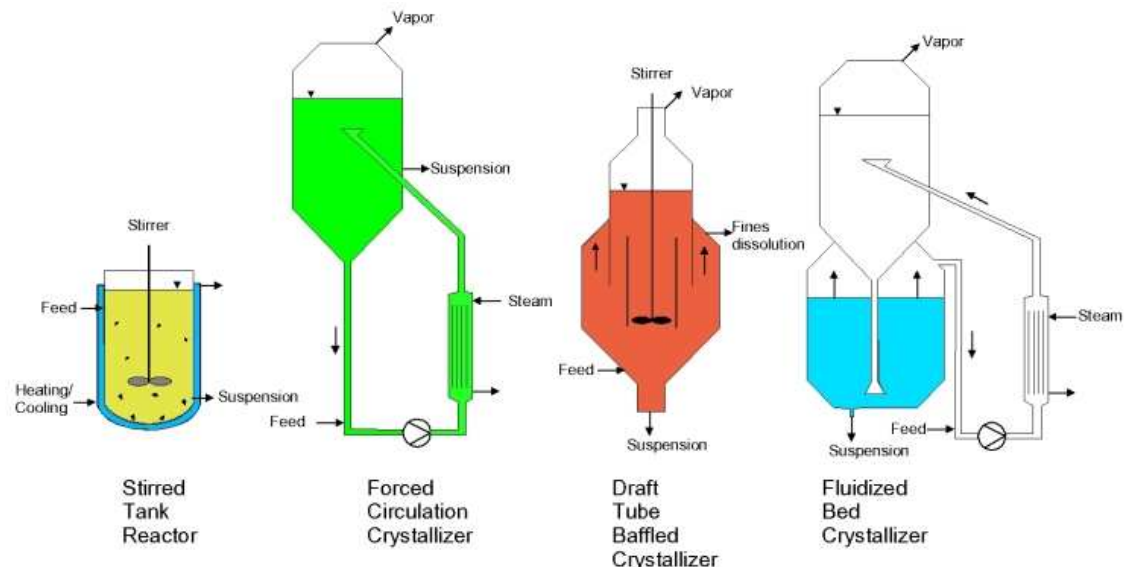 Stirrer
Feed
Heating/
Cooling
Suspension
Stirred
Tank
Reactor
Vapor
Suspension
Steam
Feed
Forced
Circulation
Crystallizer
Stirrer
Vapor
Fines
dissolution
Feed
Suspension
Draft
Tube
Baffled
Crystallizer
Vapor
Steam
Feed
Suspension
Fluidized
Bed
Crystallizer